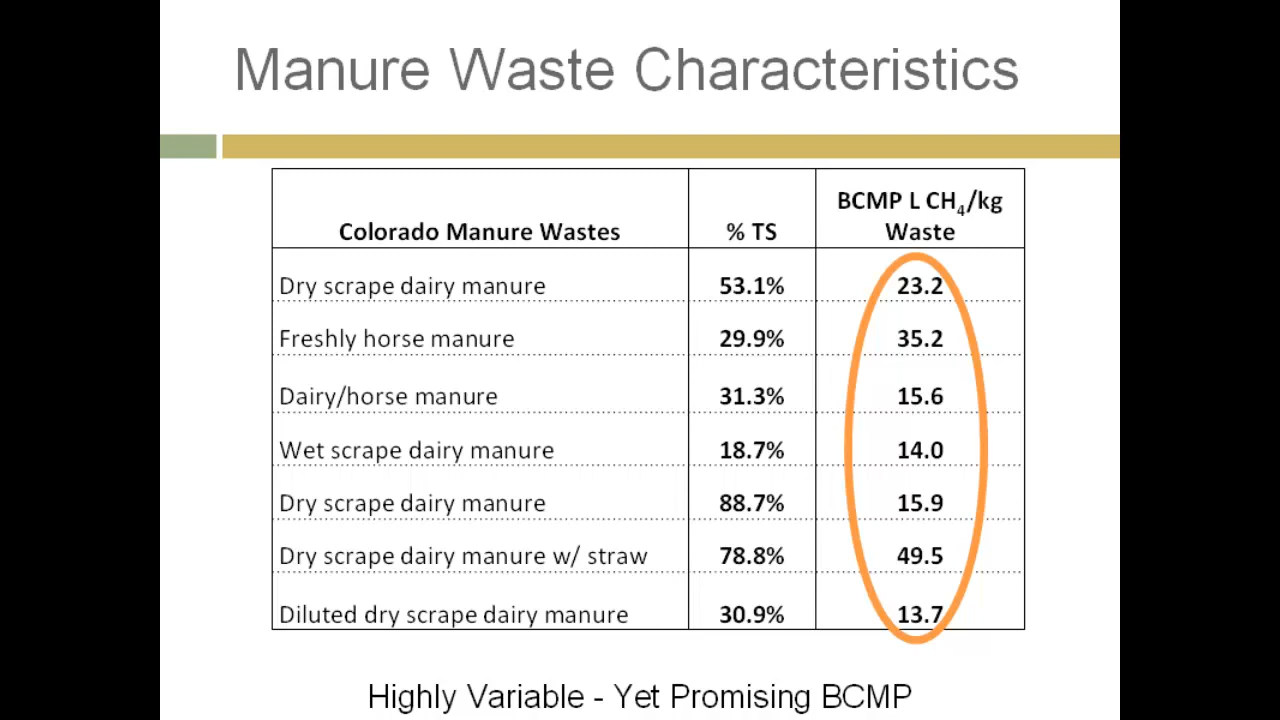 Manure Waste Characteristics
Colorado Manure Wastes % TS BCMP L CH₄/kg Waste
Dry scrape dairy manure 53.1% 23.2
Freshly horse manure 29.9% 35.2
Dairy/horse manure 31.3% 15.6
Wet scrape dairy manure 18.7% 14.0
Dry scrape dairy manure 88.7% 15.9
Dry scrape dairy manure w/ straw 78.8% 49.5
Diluted dry scrape dairy manure 30.9% 13.7
Highly Variable - Yet Promising BCMP